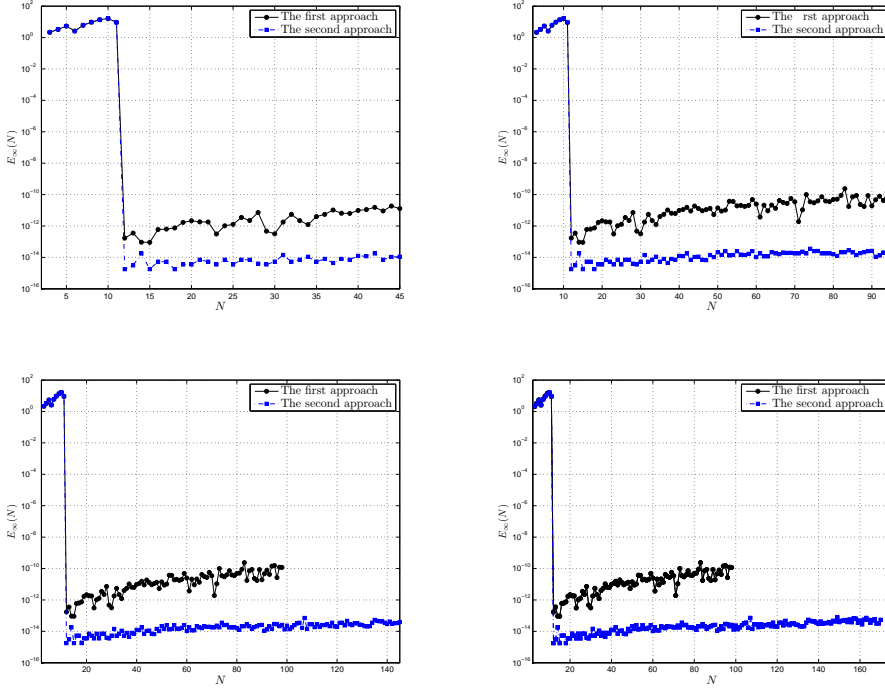 10^2
10^0
10^-2
10^-4
10^-6
10^-8
10^-10
10^-12
10^-14
10^-16
E∞(N)
5 10 15 20 25 30 35 40 45
N
The first approach
The second approach
10^2
10^0
10^-2
10^-4
10^-6
10^-8
10^-10
10^-12
10^-14
10^-16
E∞(N)
10 20 30 40 50 60 70 80 90
N
The rst approach
The second approach
10^2
10^0
10^-2
10^-4
10^-6
10^-8
10^-10
10^-12
10^-14
10^-16
E∞(N)
20 40 60 80 100 120 140
N
The first approach
The second approach
10^2
10^0
10^-2
10^-4
10^-6
10^-8
10^-10
10^-12
10^-14
10^-16
E∞(N)
20 40 60 80 100 120 140 160
N
The first approach
The second approach